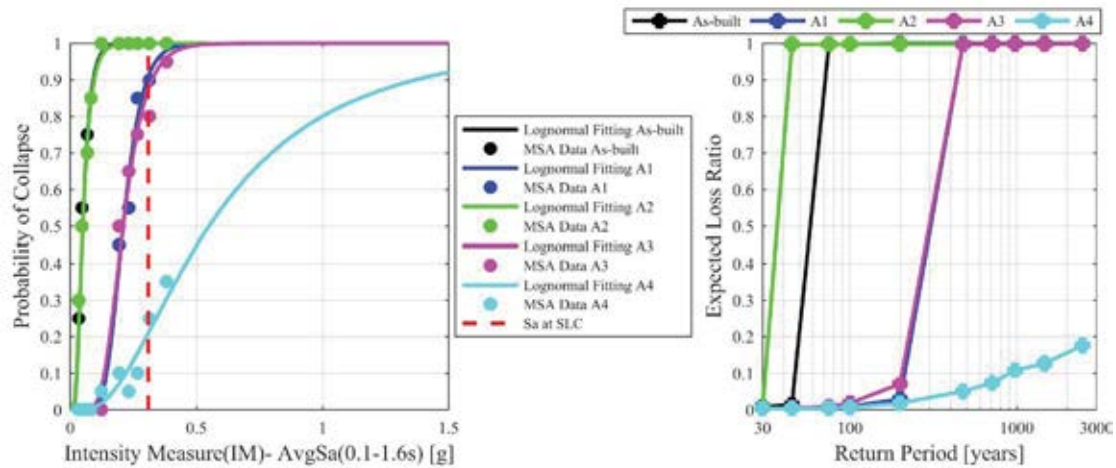 As-built A1 A2 A3 A4
1
0.9
0.8
0.7
0.6
0.5
0.4
0.3
0.2
0.1
0
Probability of Collapse
0 0.5 1 1.5
Intensity Measure(IM)- AvgSa(0.1-1.6s) [g]
Lognormal Fitting As-built
MSA Data As-built
Lognormal Fitting A1
MSA Data A1
Lognormal Fitting A2
MSA Data A2
Lognormal Fitting A3
MSA Data A3
Lognormal Fitting A4
MSA Data A4
Sa at SLC
1
0.9
0.8
0.7
0.6
0.5
0.4
0.3
0.2
0.1
0
Expected Loss Ratio
30 100 1000 3000
Return Period [years]